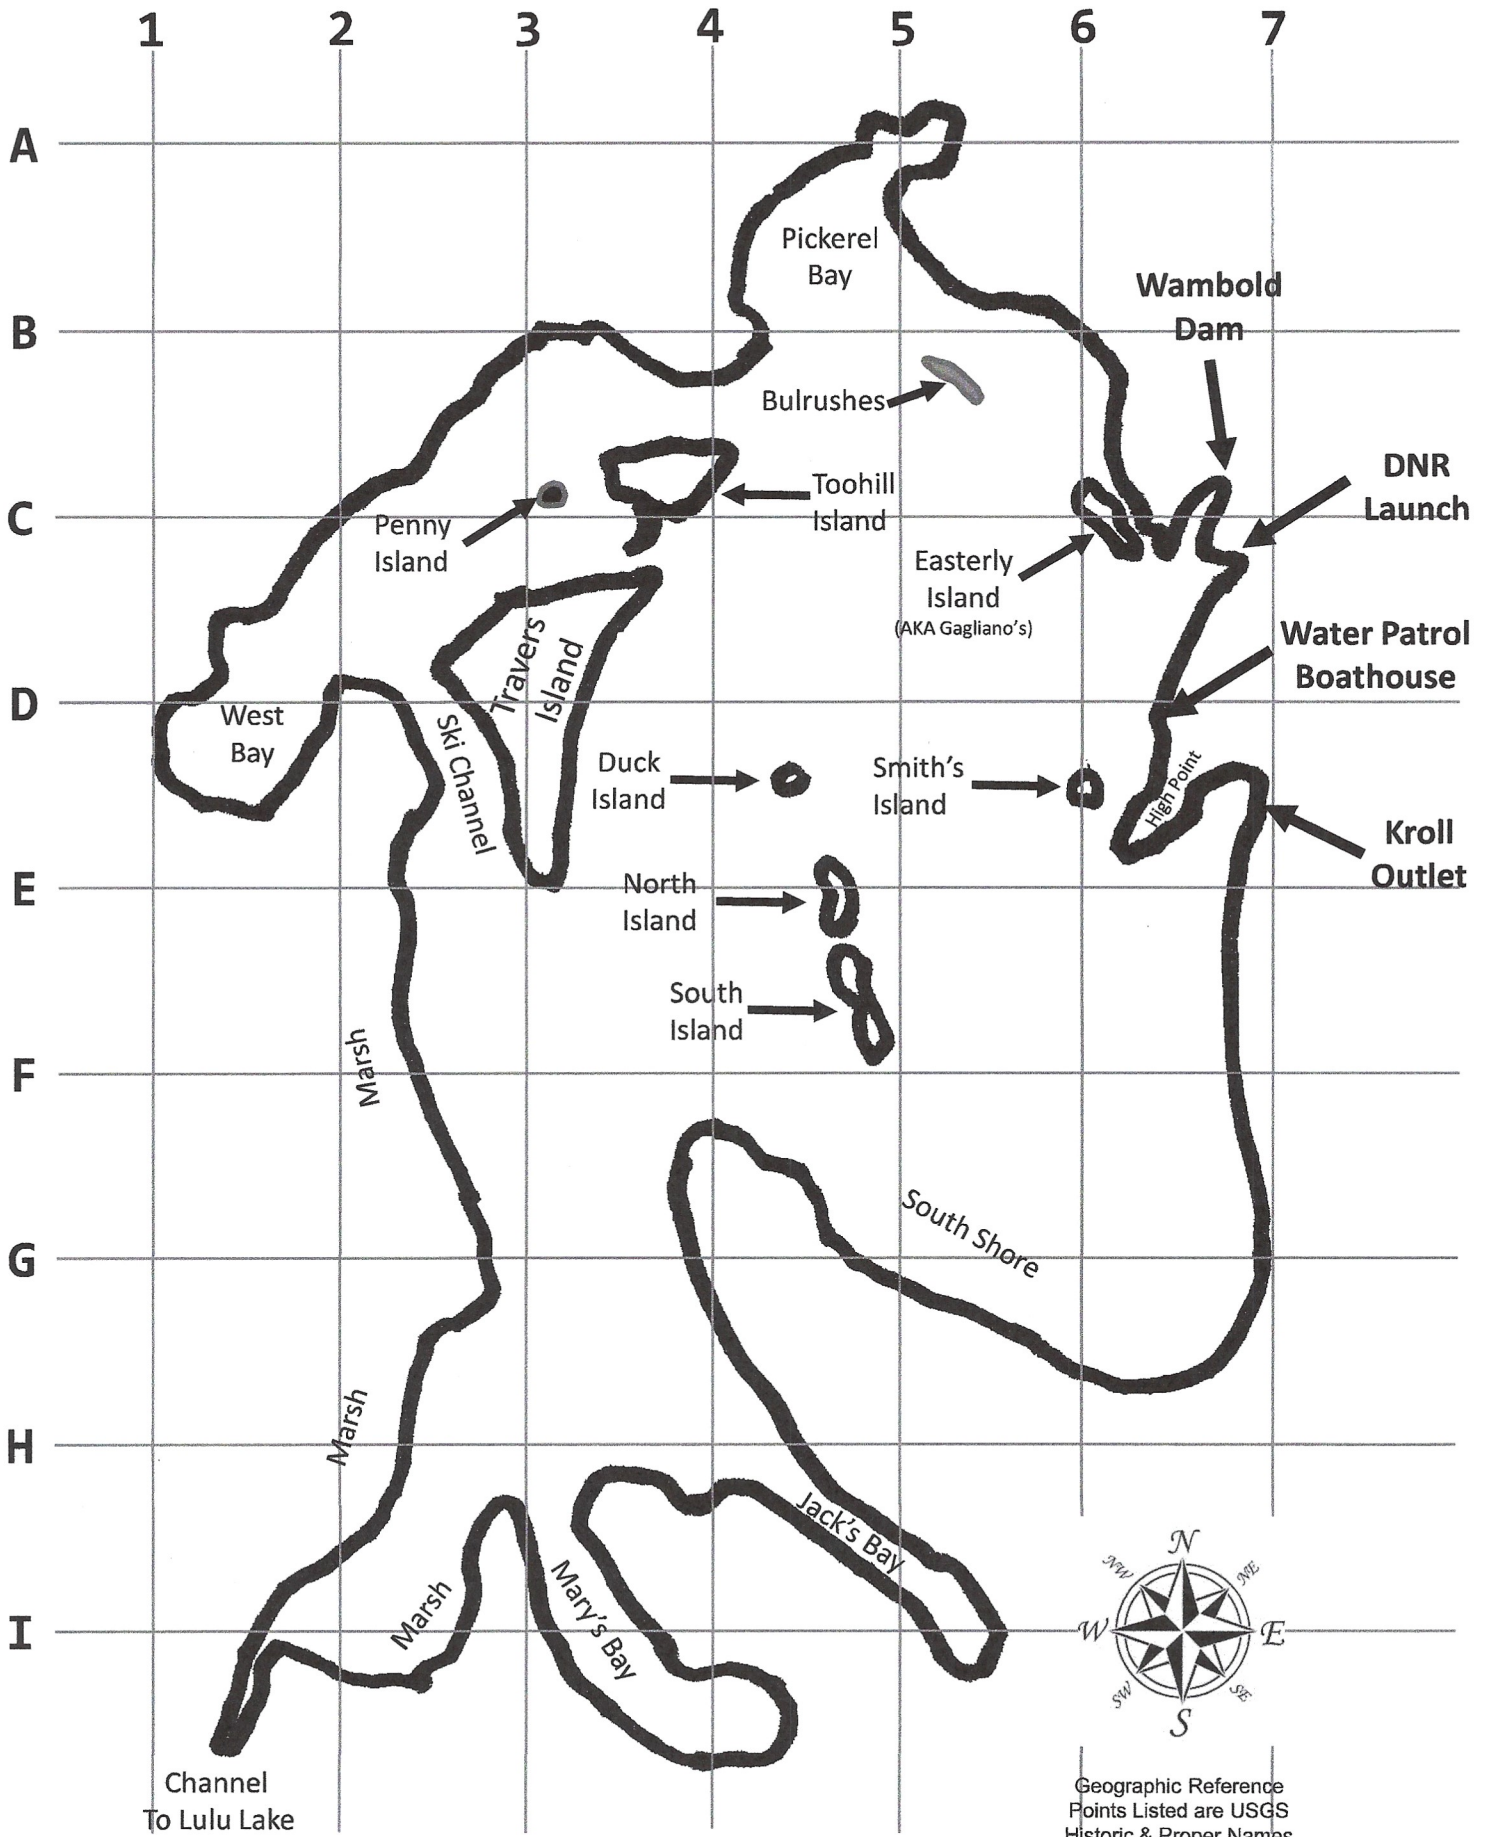 1 2 3 4 5 6 7
A
Pickerel
Bay
Wambold
Dam
B
Bulrushes
DNR
Launch
Toohill
Island
C
Penny
Island
Easterly
Island
(AKA Gagliano's)
Travers
Island
Water Patrol
Boathouse
D
West
Bay
Ski Channel
Duck
Island
Smith's
Island
High Point
Kroll
Outlet
E
North
Island
South
Island
Marsh
F
South Shore
G
Marsh
H
Jack's Bay
Marsh
Mary's Bay
I
N
NW
NE
W
E
SW
SE
S
Channel
To Lulu Lake
Geographic Reference
Points Listed are USGS
Historic & Proper Names